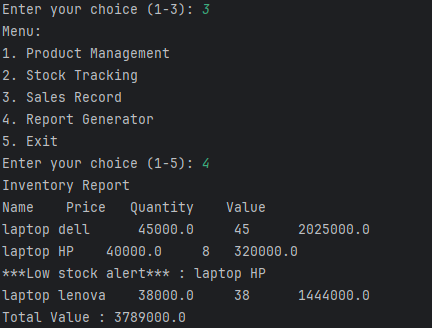 Enter your choice (1-3): 3
Menu:
1. Product Management
2. Stock Tracking
3. Sales Record
4. Report Generator
5. Exit
Enter your choice (1-5): 4
Inventory Report
Name    Price   Quantity    Value
laptop dell      45000.0     45      2025000.0
laptop HP    40000.0     8   320000.0
***Low stock alert*** : laptop HP
laptop lenova    38000.0     38      1444000.0
Total Value : 3789000.0